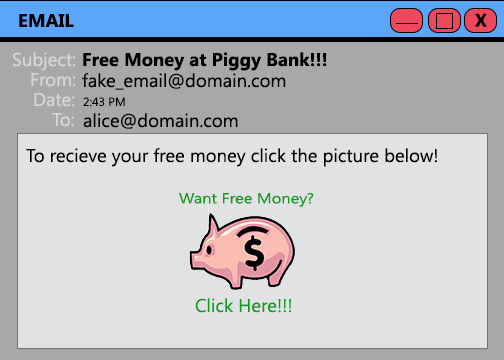 EMAIL
X
Subject: Free Money at Piggy Bank!!!
From: fake_email@domain.com
Date: 2:43 PM
To: alice@domain.com
To recieve your free money click the picture below!
Want Free Money?
$
Click Here!!!